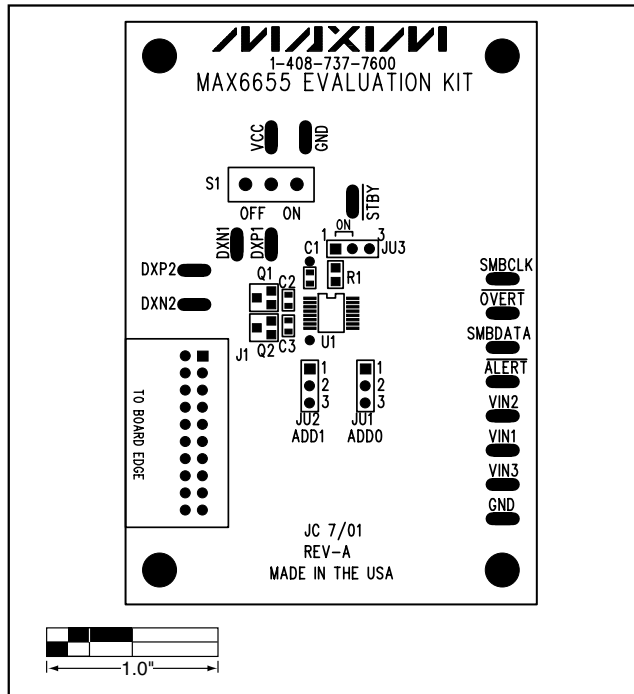 MAXIM
1-408-737-7600
MAX6655 EVALUATION KIT
VCC
GND
S1
OFF ON
STBY
DXN1
DXP1
ON
1 3
JU3
C1
R1
DXP2
DXN2
Q1
C2
Q2
C3
U1
J1
TO BOARD EDGE
1
2
3
JU2
ADD1
1
2
3
JU1
ADD0
SMBCLK
OVERT
SMBDATA
ALERT
VIN2
VIN1
VIN3
GND
JC 7/01
REV-A
MADE IN THE USA
1.0"